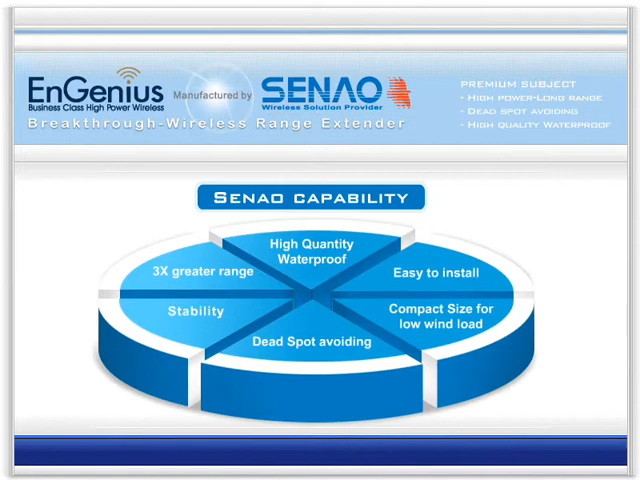 EnGenius
Business Class High Power Wireless
Manufactured by
SENAO
Wireless Solution Provider
Breakthrough-Wireless Range Extender
PREMIUM SUBJECT
- HIGH POWER-LONG RANGE
- DEAD SPOT AVOIDING
- HIGH QUALITY WATERPROOF
SENAO CAPABILITY
High Quantity
Waterproof
3X greater range
Easy to install
Stability
Compact Size for
low wind load
Dead Spot avoiding